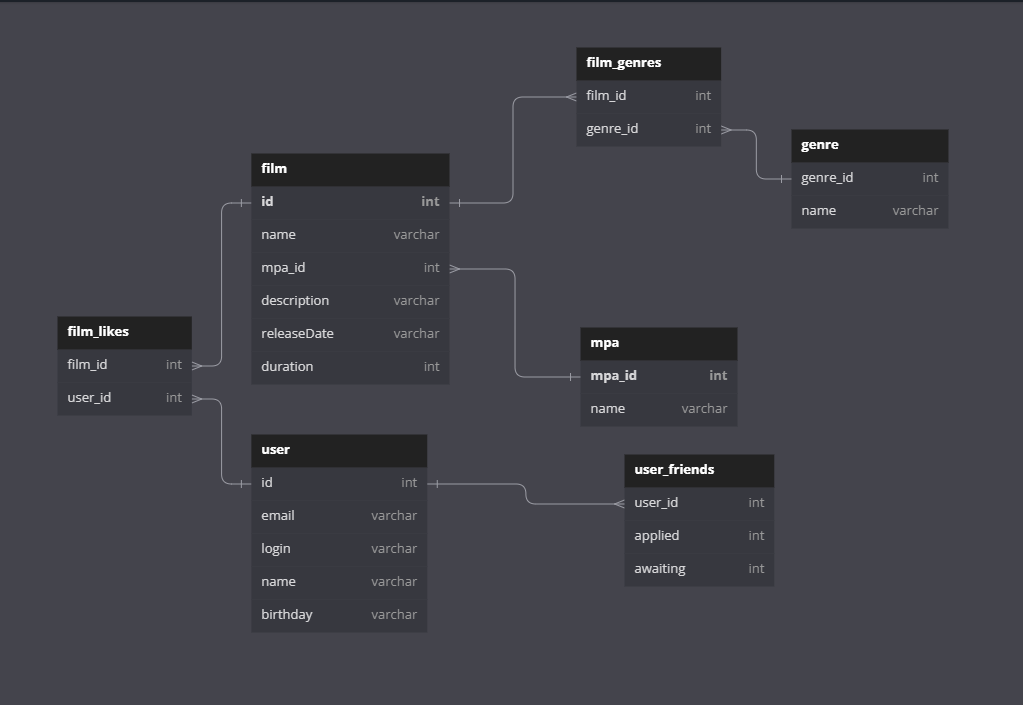 film_genres
film_id int
genre_id int
genre
genre_id int
name varchar
film
id int
name varchar
mpa_id int
description varchar
releaseDate varchar
duration int
film_likes
film_id int
user_id int
mpa
mpa_id int
name varchar
user
id int
email varchar
login varchar
name varchar
birthday varchar
user_friends
user_id int
applied int
awaiting int